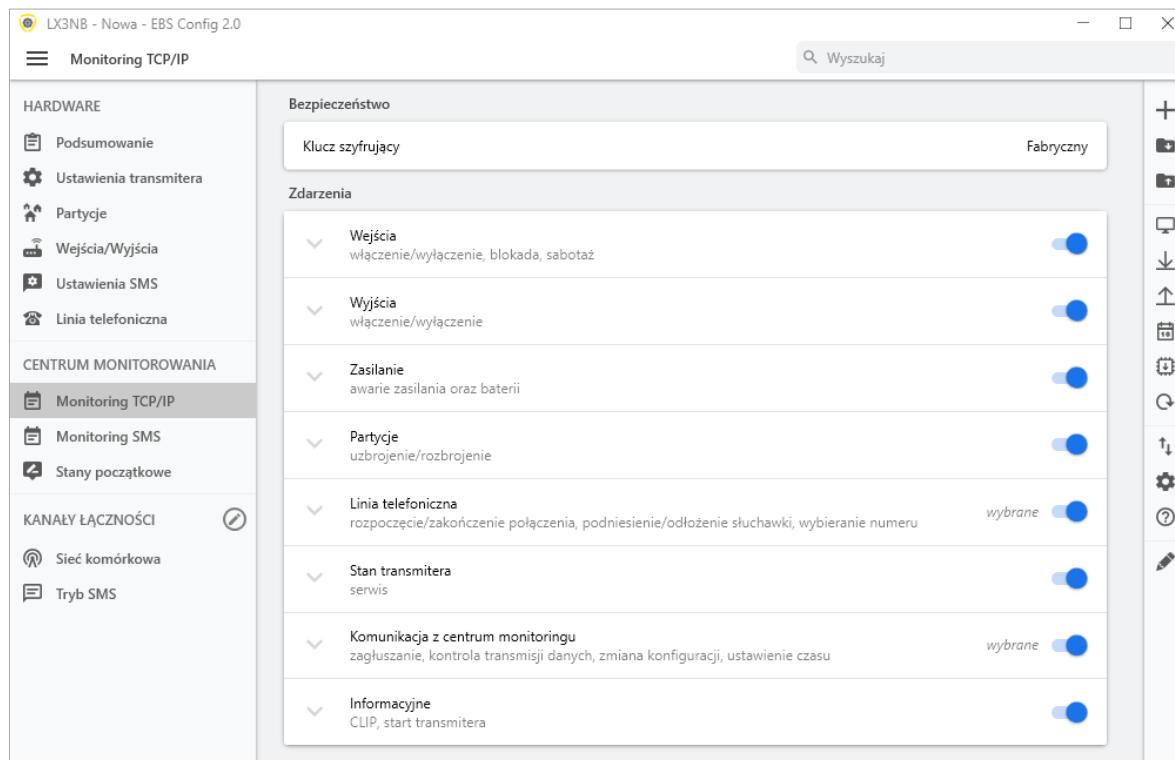 LX3NB - Nowa - EBS Config 2.0
Monitoring TCP/IP
Wyszukaj
HARDWARE
Podsumowanie
Ustawienia transmitera
Partycje
Wejścia/Wyjścia
Ustawienia SMS
Linia telefoniczna
CENTRUM MONITOROWANIA
Monitoring TCP/IP
Monitoring SMS
Stany początkowe
KANAŁY ŁĄCZNOŚCI
Sieć komórkowa
Tryb SMS
Bezpieczeństwo
Klucz szyfrujący
Fabryczny
Zdarzenia
Wejścia
włączenie/wyłączenie, blokada, sabotaż
Wyjścia
włączenie/wyłączenie
Zasilanie
awarie zasilania oraz baterii
Partycje
uzbrojenie/rozbrojenie
Linia telefoniczna
rozpoczęcie/zakończenie połączenia, podniesienie/odłożenie słuchawki, wybieranie numeru
wybrane
Stan transmitera
serwis
Komunikacja z centrum monitoringu
zagłuszanie, kontrola transmisji danych, zmiana konfiguracji, ustawienie czasu
wybrane
Informacyjne
CLIP, start transmitera